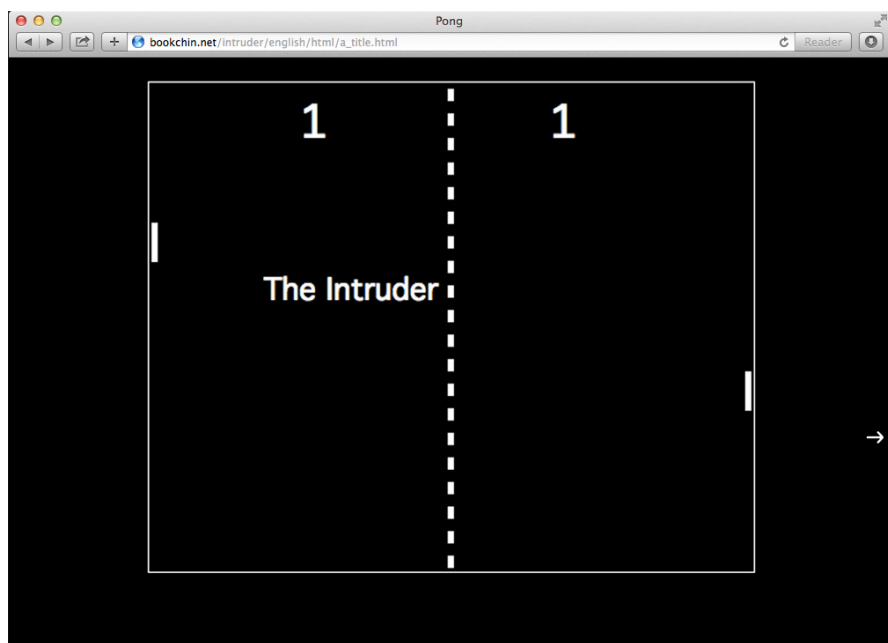 Pong
bookchin.net/intruder/english/html/a_title.html
Reader
1 1
The Intruder